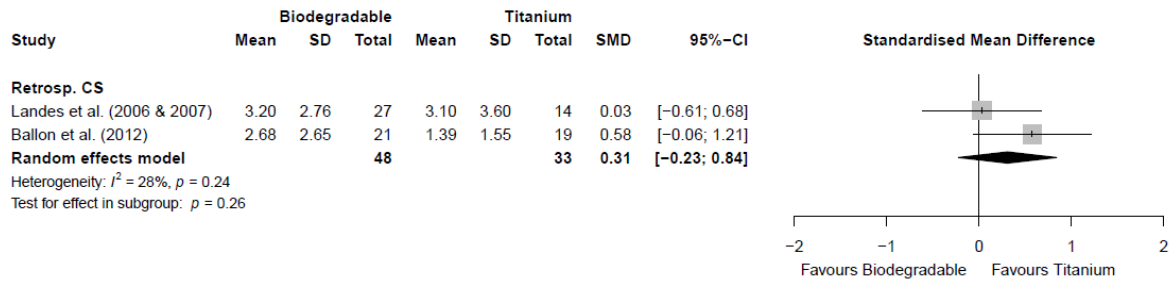 Biodegradable Titanium
Study Mean SD Total Mean SD Total SMD 95%−CI Standardised Mean Difference
Retrosp. CS
Landes et al. (2006 & 2007) 3.20 2.76 27 3.10 3.60 14 0.03 [−0.61; 0.68]
Ballon et al. (2012) 2.68 2.65 21 1.39 1.55 19 0.58 [−0.06; 1.21]
Random effects model 48 33 0.31 [−0.23; 0.84]
Heterogeneity: I² = 28%, p = 0.24
Test for effect in subgroup: p = 0.26
−2 −1 0 1 2
Favours Biodegradable Favours Titanium